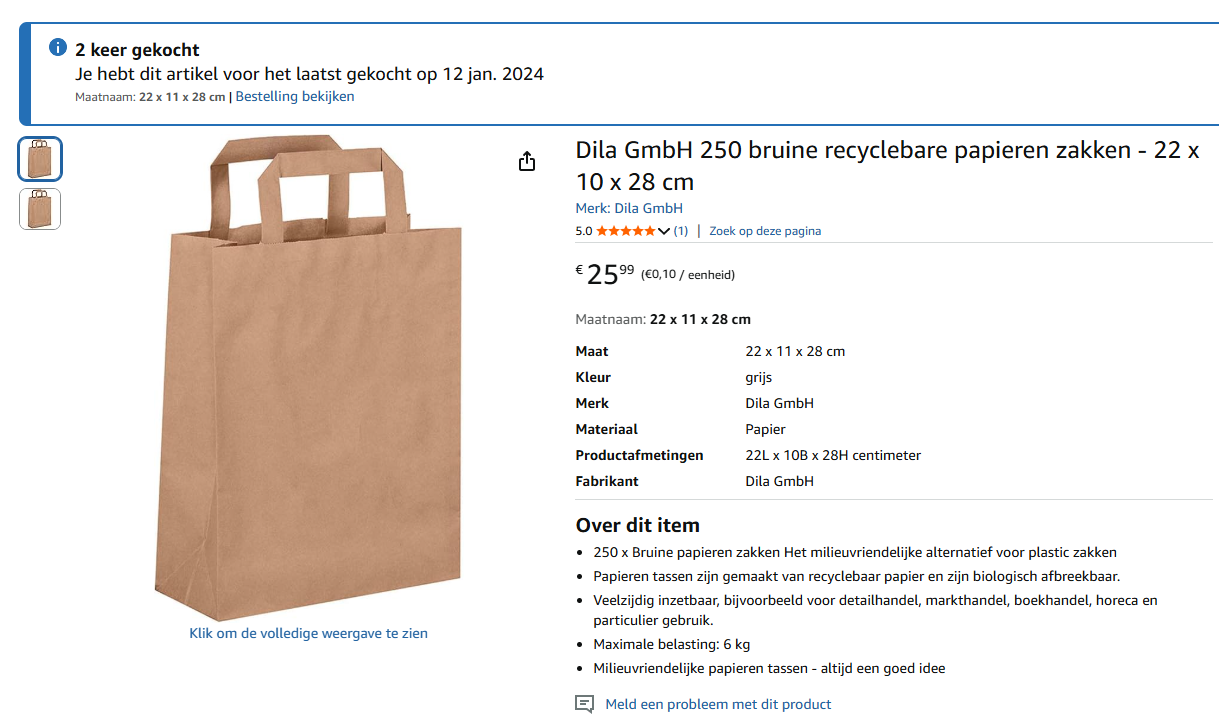 2 keer gekocht
Je hebt dit artikel voor het laatst gekocht op 12 jan. 2024
Maatnaam: 22 x 11 x 28 cm | Bestelling bekijken
Dila GmbH 250 bruine recyclebare papieren zakken - 22 x
10 x 28 cm
Merk: Dila GmbH
5.0 (1) | Zoek op deze pagina
€2599 (€0,10 / eenheid)
Maatnaam: 22 x 11 x 28 cm
Maat 22 x 11 x 28 cm
Kleur grijs
Merk Dila GmbH
Materiaal Papier
Productafmetingen 22L x 10B x 28H centimeter
Fabrikant Dila GmbH
Over dit item
• 250 x Bruine papieren zakken Het milieuvriendelijke alternatief voor plastic zakken
• Papieren tassen zijn gemaakt van recyclebaar papier en zijn biologisch afbreekbaar.
• Veelzijdig inzetbaar, bijvoorbeeld voor detailhandel, markthandel, boekhandel, horeca en
particulier gebruik.
• Maximale belasting: 6 kg
• Milieuvriendelijke papieren tassen - altijd een goed idee
Klik om de volledige weergave te zien
Meld een probleem met dit product